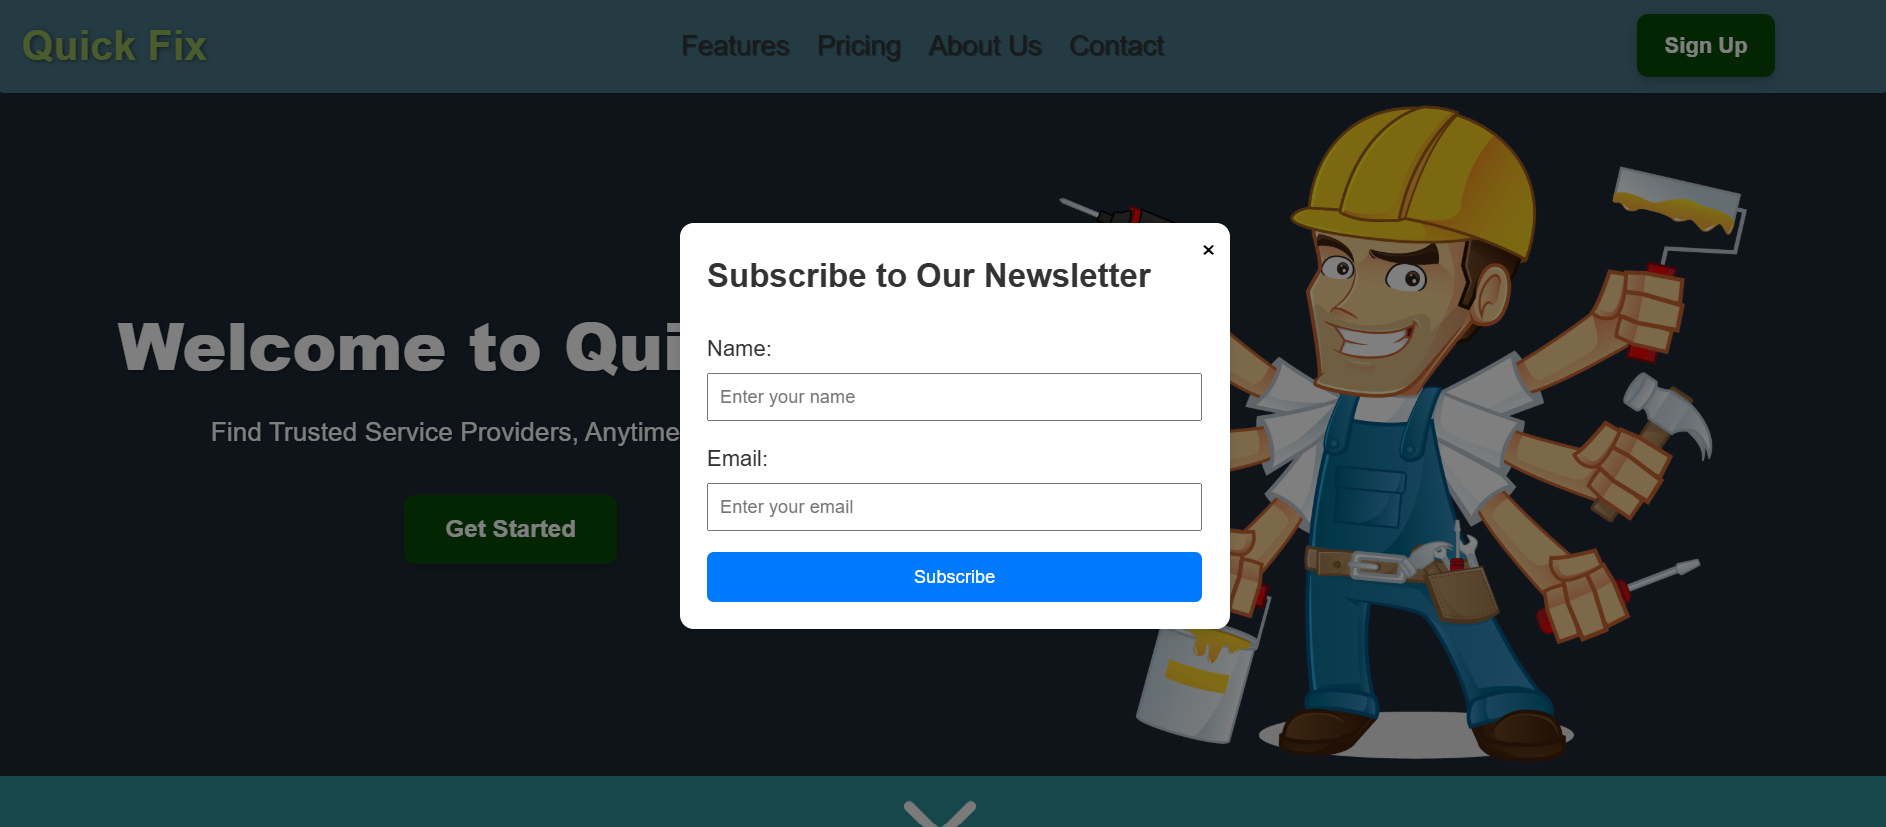 Quick Fix
Features Pricing About Us Contact
Sign Up
Welcome to Qui
Find Trusted Service Providers, Anytime
Get Started
×
Subscribe to Our Newsletter
Name:
Enter your name
Email:
Enter your email
Subscribe